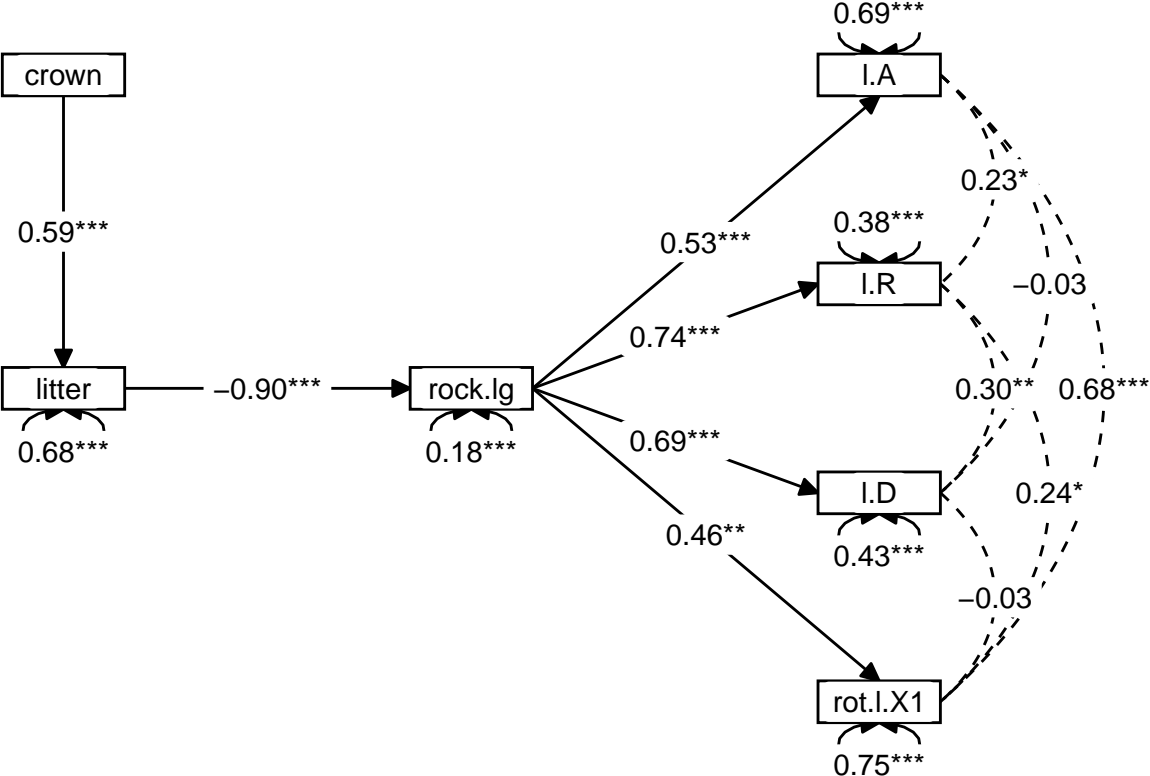 0.69***
crown
l.A
0.23*
0.59***
0.38***
0.53***
l.R
−0.03
0.74***
litter
−0.90***
rock.lg
0.30**
0.68***
0.68***
0.18***
0.69***
l.D
0.24*
0.46**
0.43***
−0.03
rot.l.X1
0.75***